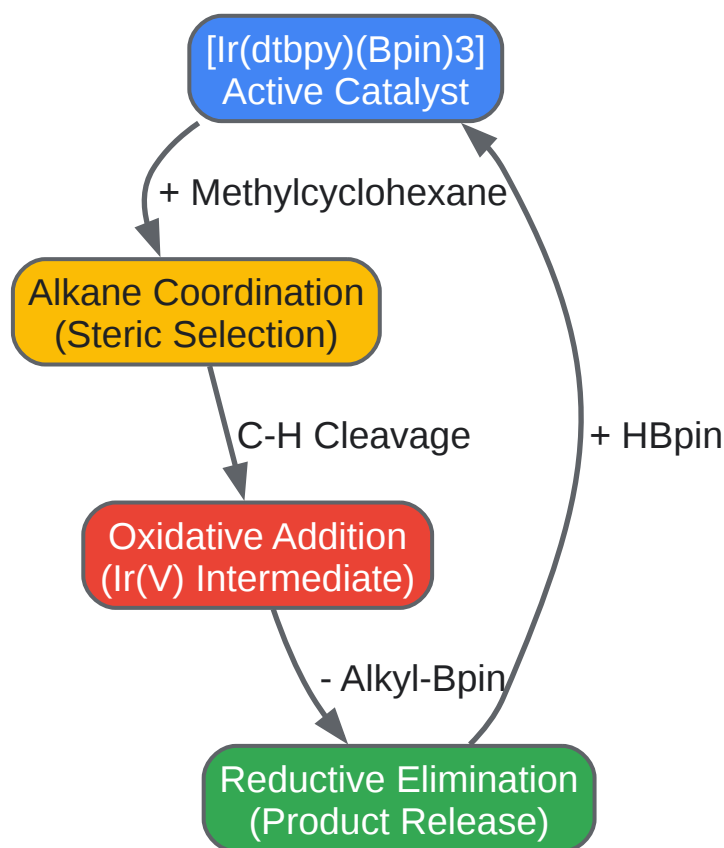 [Ir(dtbpy)(Bpin)3]
Active Catalyst
+ Methylcyclohexane
Alkane Coordination
(Steric Selection)
C-H Cleavage
+ HBpin
Oxidative Addition
(Ir(V) Intermediate)
- Alkyl-Bpin
Reductive Elimination
(Product Release)